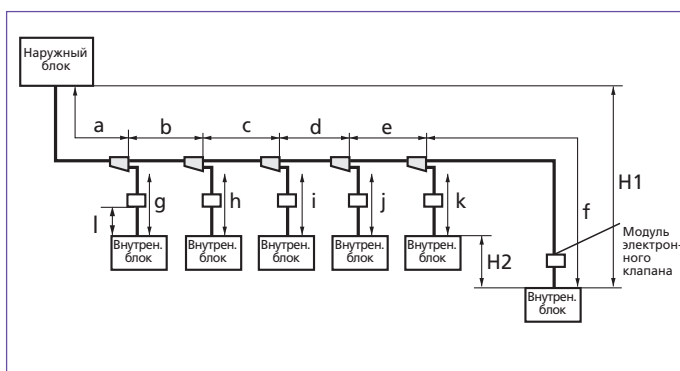 Наружный
блок
a
b
c
d
e
H1
g
h
i
j
k
f
l
Модуль
электрон-
ного
клапана
H2
Внутрен.
блок
Внутрен.
блок
Внутрен.
блок
Внутрен.
блок
Внутрен.
блок
Внутрен.
блок